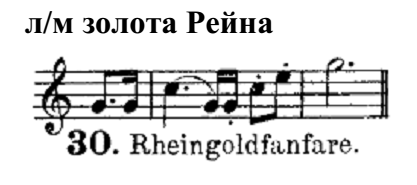 л/м золота Рейна
30. Rheingoldfanfare.